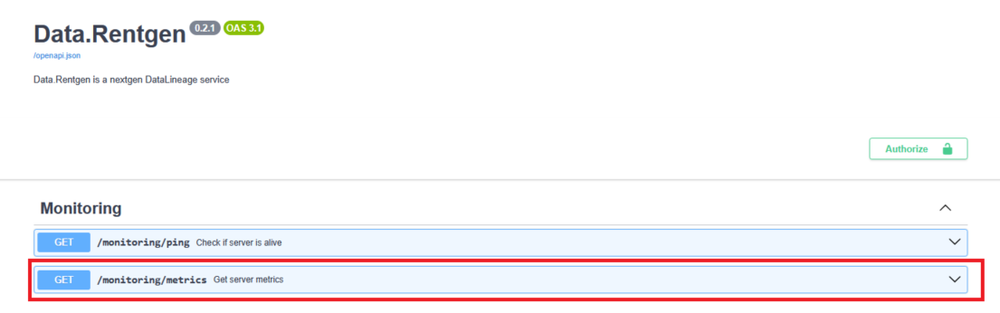 Data.Rentgen 0.2.1 OAS 3.1
/openapi.json
Data.Rentgen is a nextgen DataLineage service
Authorize
Monitoring
GET /monitoring/ping Check if server is alive
GET /monitoring/metrics Get server metrics